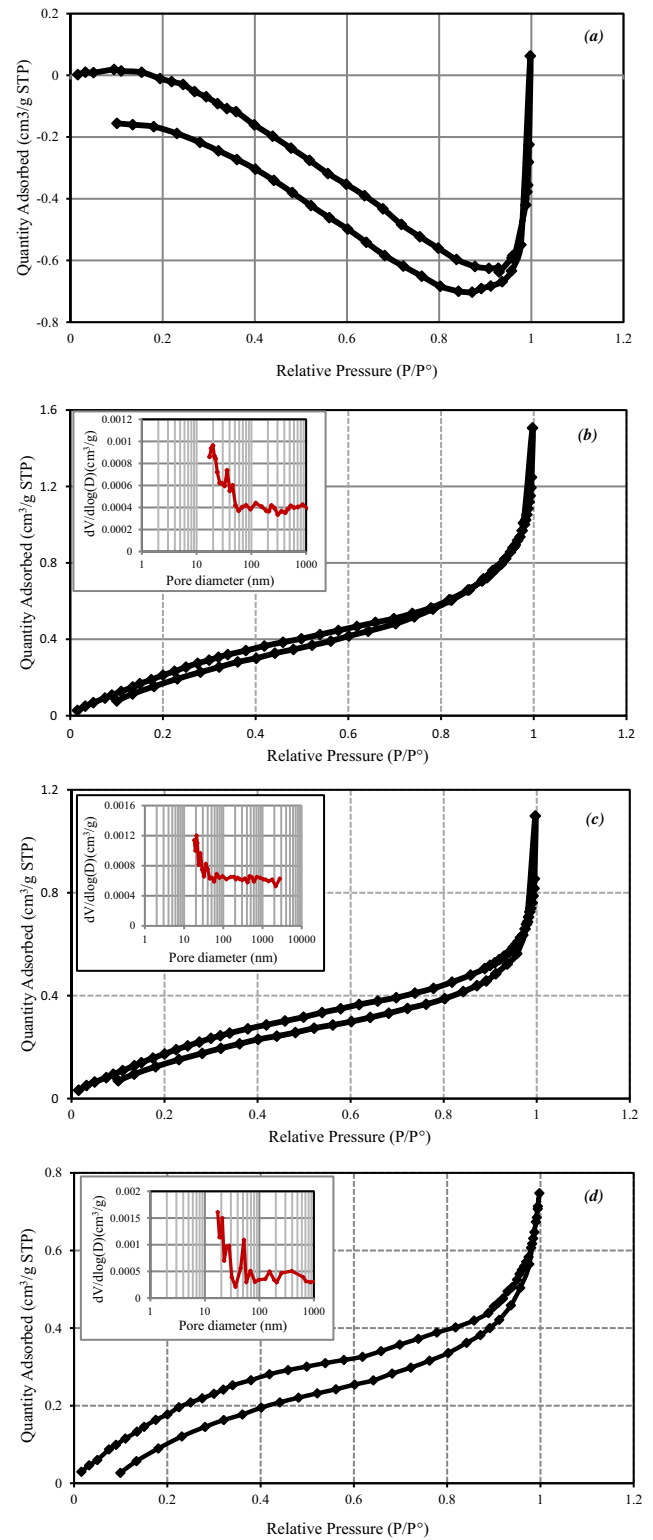 (a)
Quantity Adsorbed (cm3/g STP)
0.2
0
-0.2
-0.4
-0.6
-0.8
0 0.2 0.4 0.6 0.8 1 1.2
Relative Pressure (P/P°)
(b)
Quantity Adsorbed (cm³/g STP)
1.6
1.2
0.8
0.4
0
0 0.2 0.4 0.6 0.8 1 1.2
Relative Pressure (P/P°)
dV/dlog(D)(cm³/g)
0.0012
0.001
0.0008
0.0006
0.0004
0.0002
0
1 10 100 1000
Pore diameter (nm)
(c)
Quantity Adsorbed (cm³/g STP)
1.2
0.8
0.4
0
0 0.2 0.4 0.6 0.8 1 1.2
Relative Pressure (P/P°)
dV/dlog(D)(cm³/g)
0.0016
0.0012
0.0008
0.0004
0
1 10 100 1000 10000
Pore diameter (nm)
(d)
Quantity Adsorbed (cm³/g STP)
0.8
0.6
0.4
0.2
0
0 0.2 0.4 0.6 0.8 1 1.2
Relative Pressure (P/P°)
dV/dlog(D)(cm³/g)
0.002
0.0015
0.001
0.0005
0
1 10 100 1000
Pore diameter (nm)